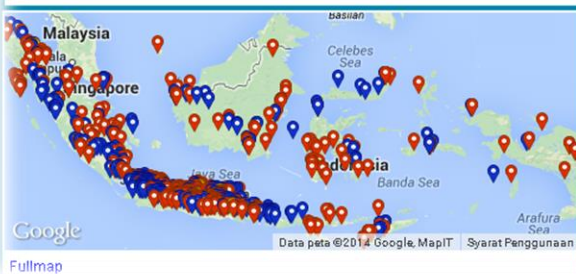 Basilan
Malaysia
Celebes
Sea
ngapore
Java Sea
Banda Sea
Arafura
Sea
Google
Data peta ©2014 Google, MapIT
Syarat Penggunaan
Fullmap